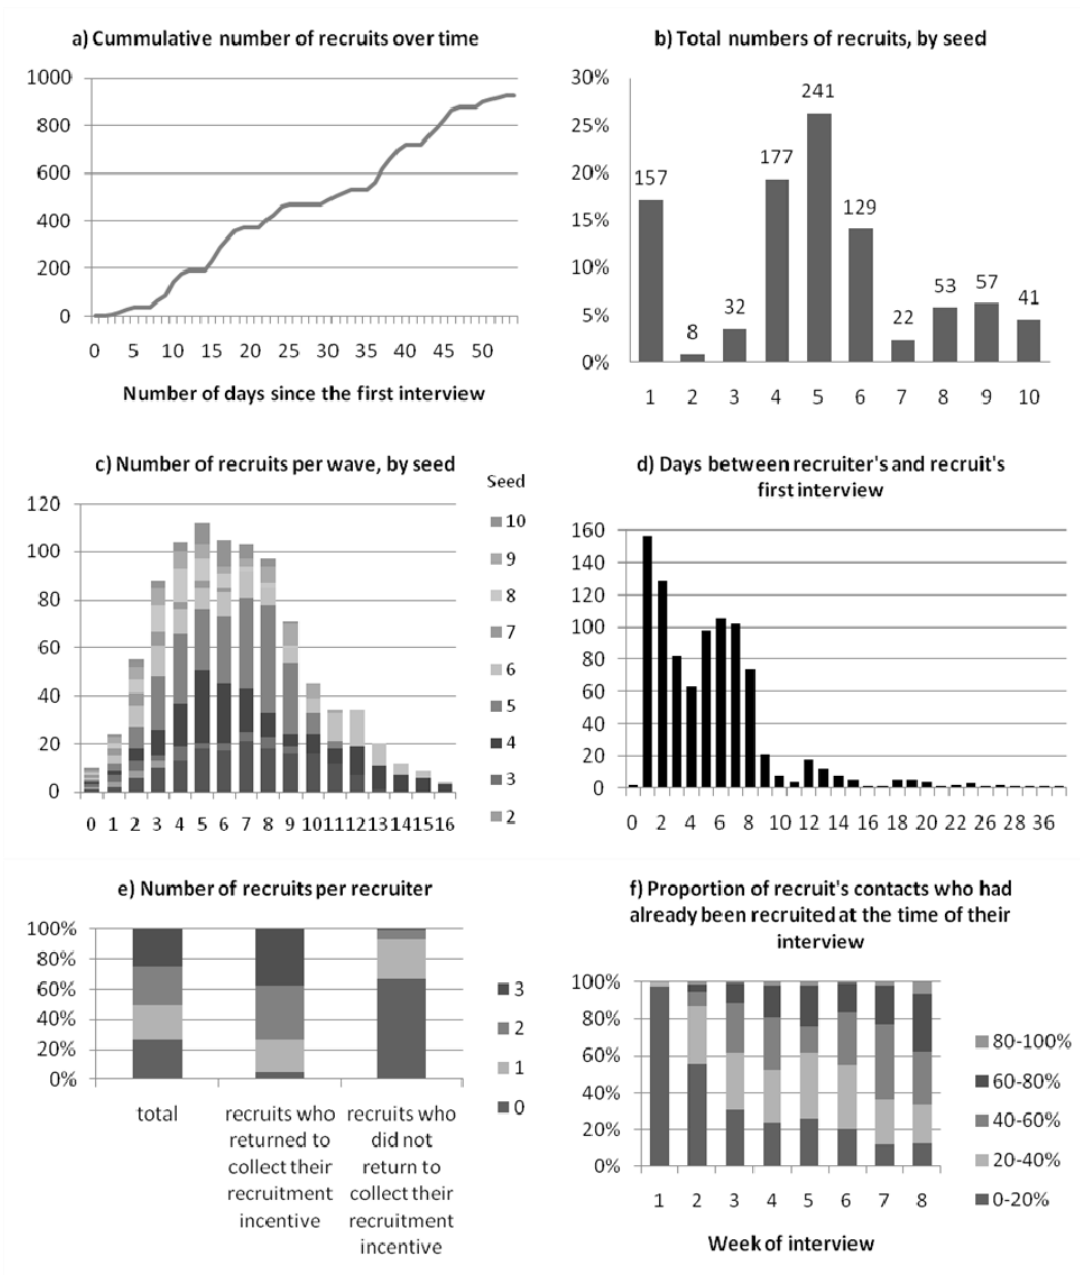 a) Cummulative number of recruits over time
1000
800
600
400
200
0
0 5 10 15 20 25 30 35 40 45 50
Number of days since the first interview
b) Total numbers of recruits, by seed
30%
25%
20%
15%
10%
5%
0%
157 8 32 177 241 129 22 53 57 41
1 2 3 4 5 6 7 8 9 10
c) Number of recruits per wave, by seed
120
100
80
60
40
20
0
0 1 2 3 4 5 6 7 8 9 10 11 12 13 14 15 16
Seed
10
9
8
7
6
5
4
3
2
d) Days between recruiter's and recruit's
first interview
160
140
120
100
80
60
40
20
0
0 2 4 6 8 10 12 14 16 18 20 22 26 28 36
e) Number of recruits per recruiter
100%
80%
60%
40%
20%
0%
total
recruits who
returned to
collect their
recruitment
incentive
recruits who
did not
return to
collect their
recruitment
incentive
3
2
1
0
f) Proportion of recruit's contacts who had
already been recruited at the time of their
interview
100%
80%
60%
40%
20%
0%
1 2 3 4 5 6 7 8
Week of interview
80-100%
60-80%
40-60%
20-40%
0-20%